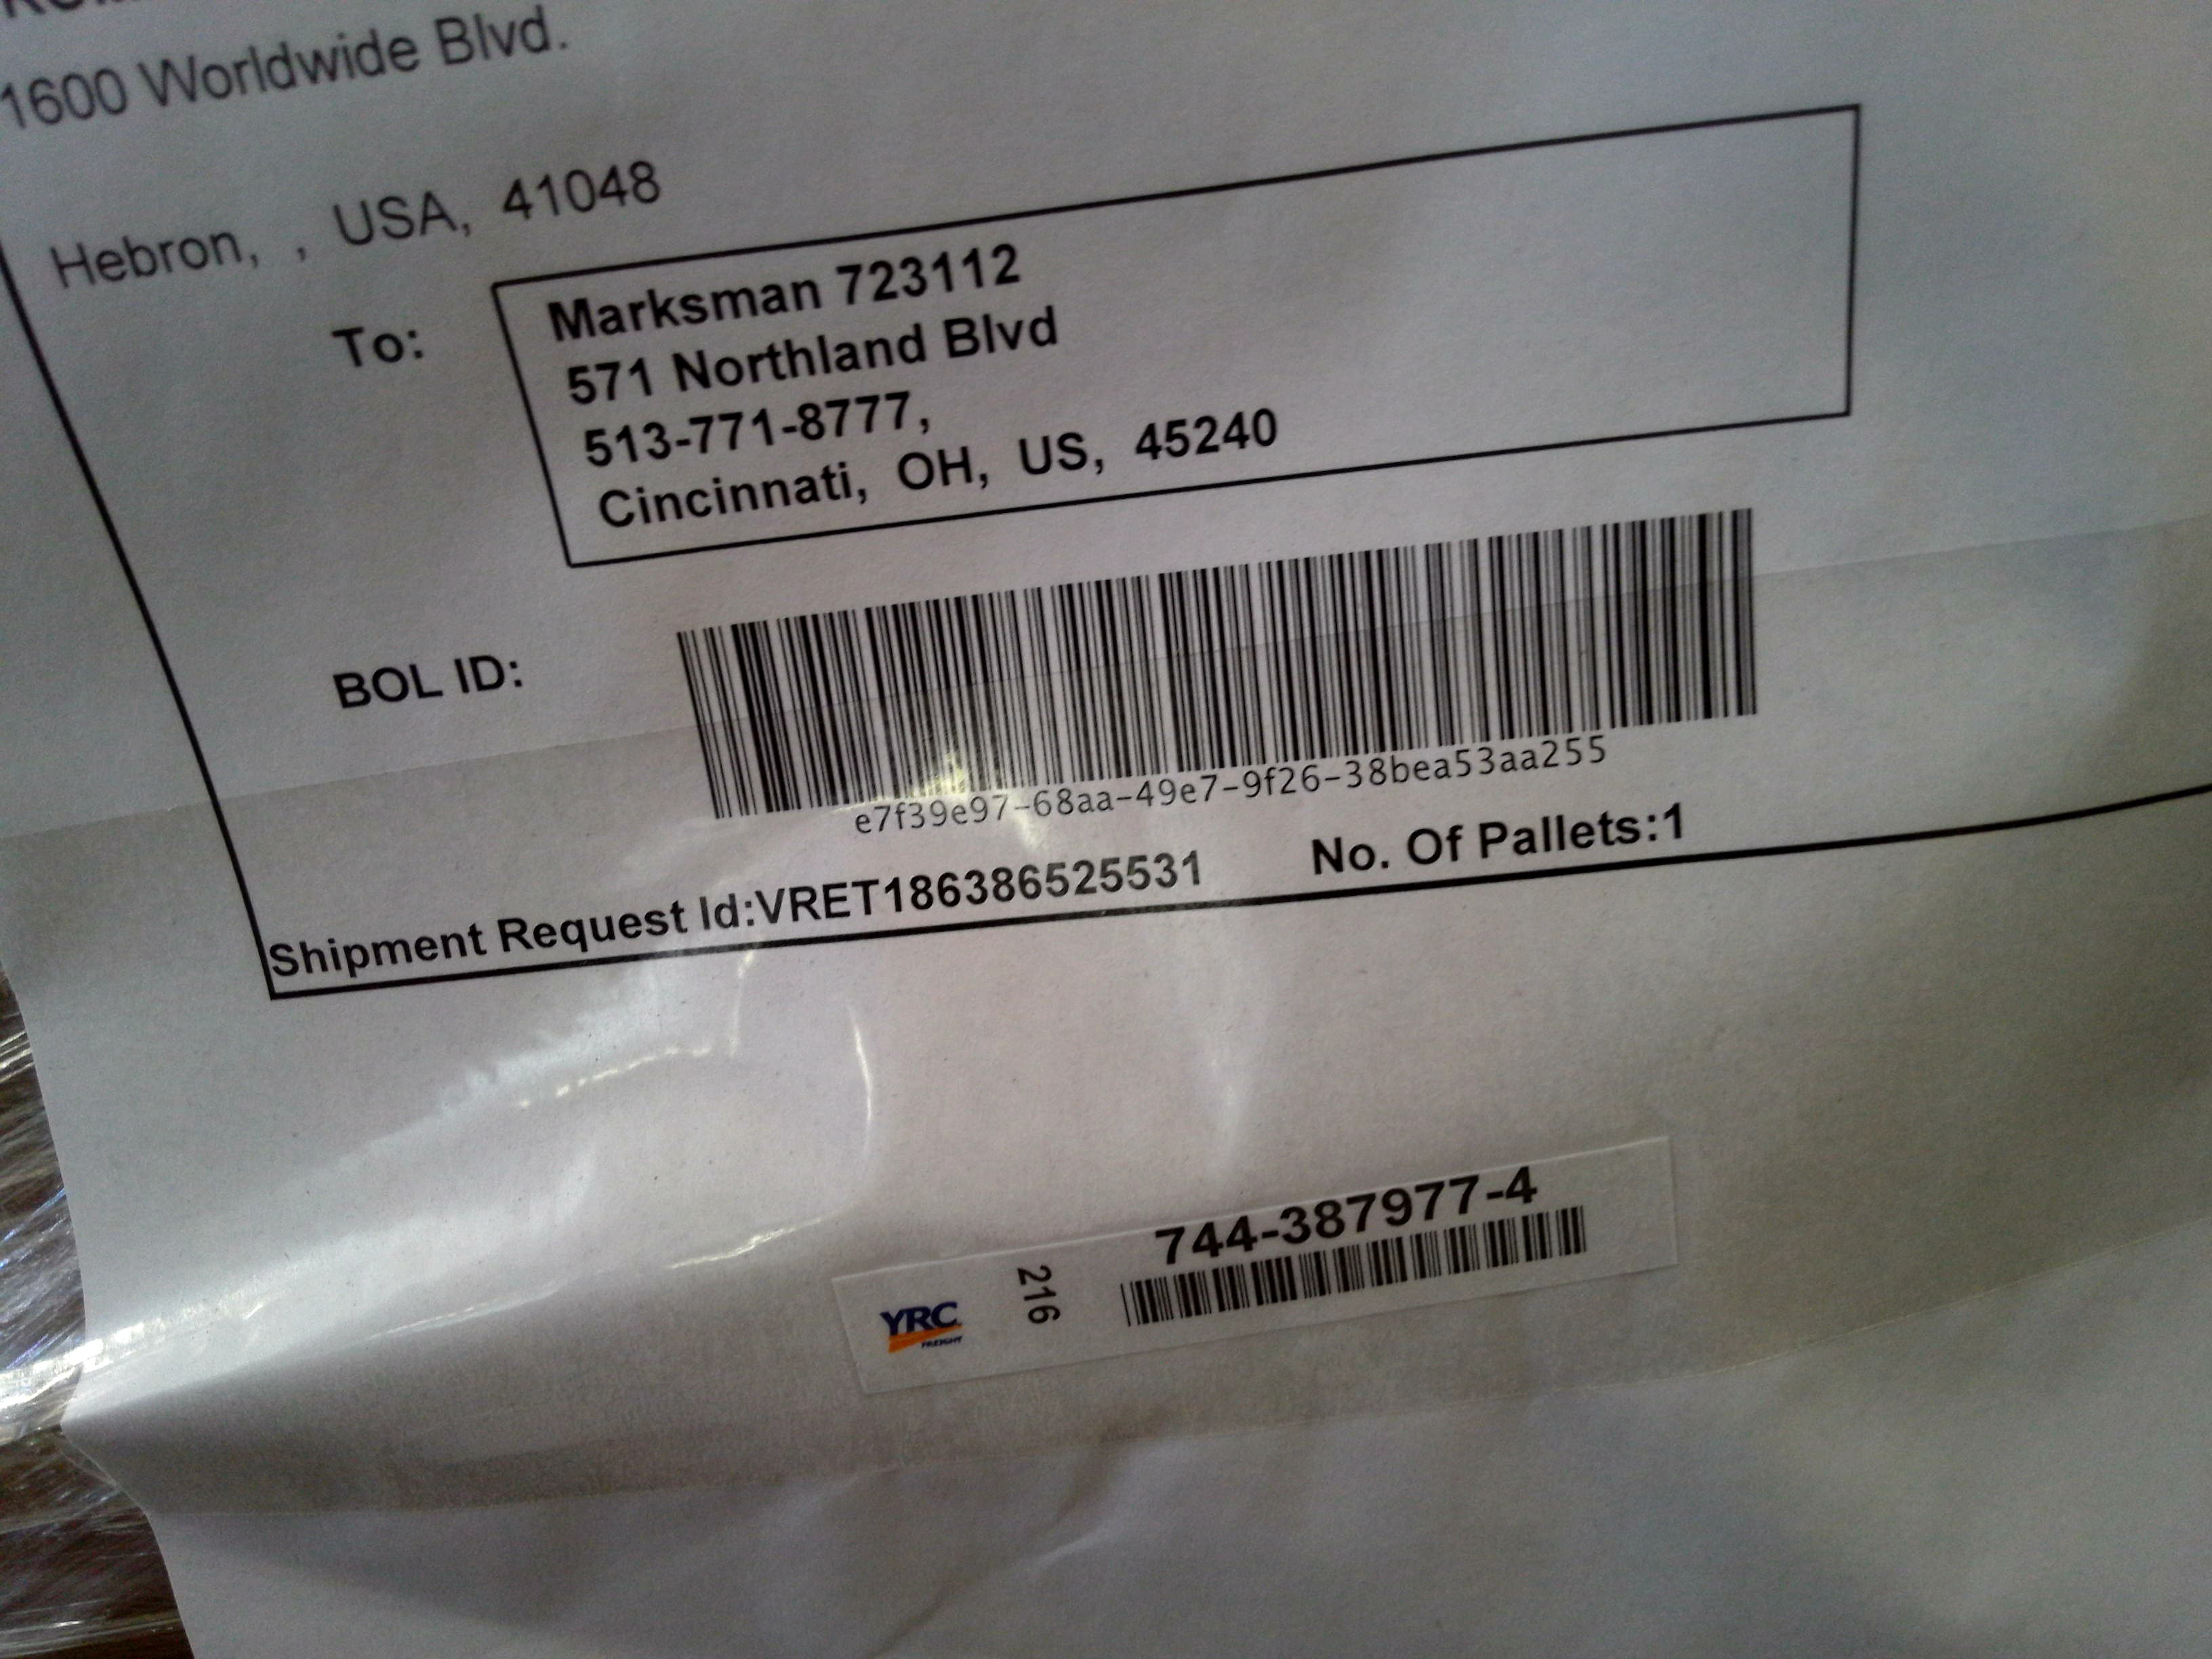 1600 Worldwide Blvd.
Hebron, , USA, 41048
To:
Marksman 723112
571 Northland Blvd
513-771-8777,
Cincinnati, OH, US, 45240
BOL ID:
e7f39e97-68aa-49e7-9f26-38bea53aa255
Shipment Request Id:VRET186386525531 No. Of Pallets:1
744-387977-4
216
YRC
FREIGHT